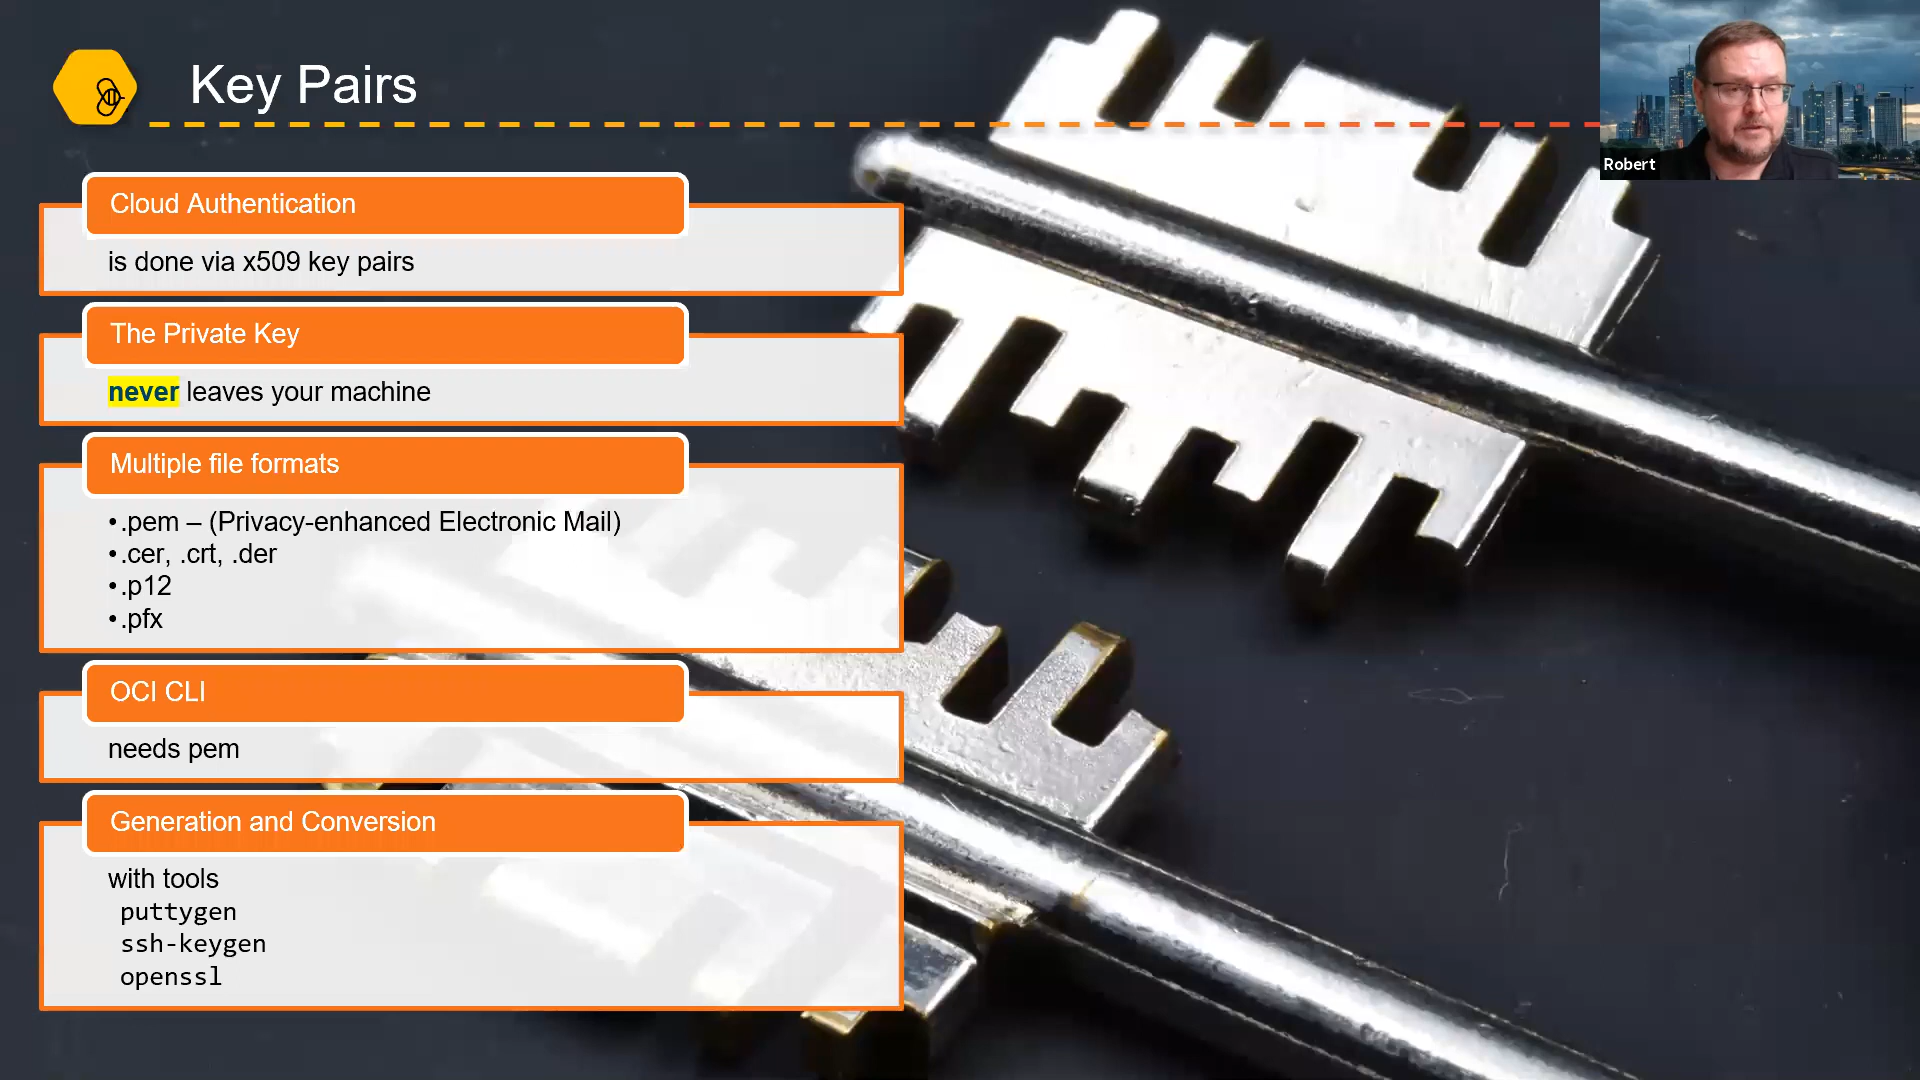 Key Pairs
Robert
Cloud Authentication
is done via x509 key pairs
The Private Key
never leaves your machine
Multiple file formats
•.pem – (Privacy-enhanced Electronic Mail)
•.cer, .crt, .der
•.p12
•.pfx
OCI CLI
needs pem
Generation and Conversion
with tools
puttygen
ssh-keygen
openssl